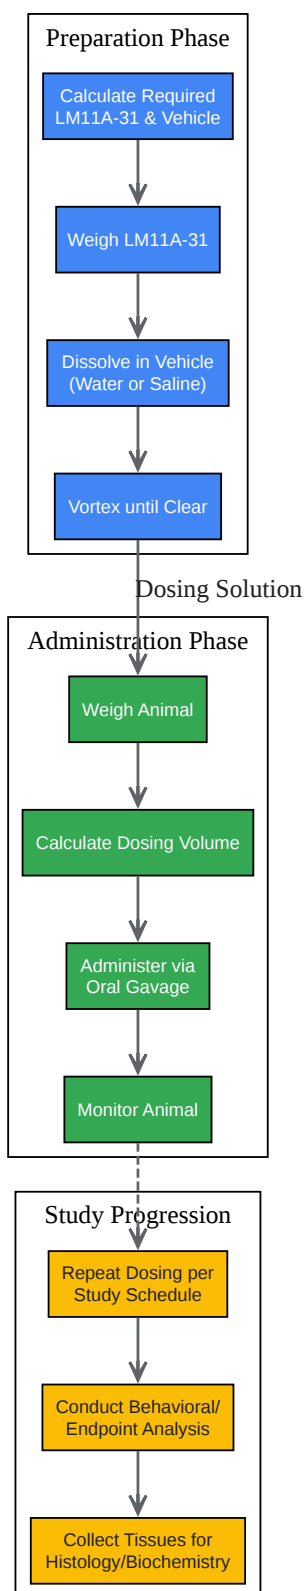 Preparation Phase
Calculate Required
LM11A-31 & Vehicle
Weigh LM11A-31
Dissolve in Vehicle
(Water or Saline)
Vortex until Clear
Dosing Solution
Administration Phase
Weigh Animal
Calculate Dosing Volume
Administer via
Oral Gavage
Monitor Animal
Study Progression
Repeat Dosing per
Study Schedule
Conduct Behavioral/
Endpoint Analysis
Collect Tissues for
Histology/Biochemistry